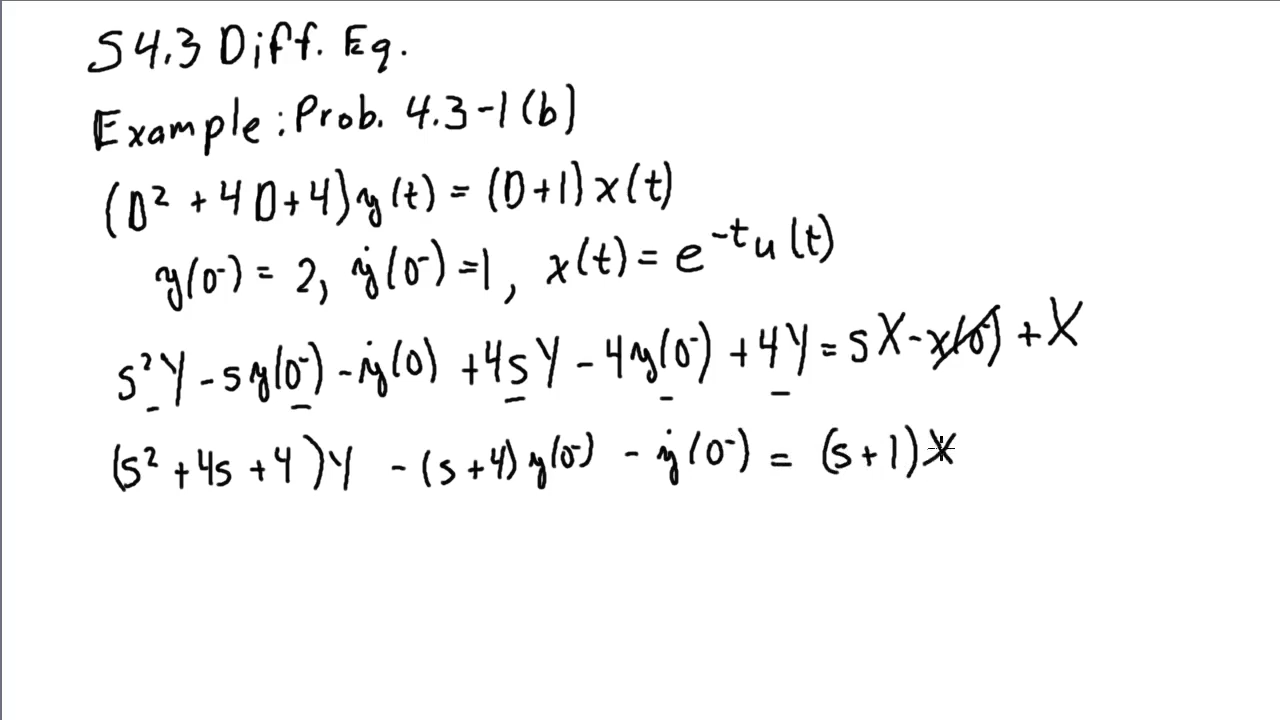 S4.3 Diff. Eq.
Example: Prob. 4.3-1(b)
(D² + 4D + 4)y(t) = (D+1)x(t)
y(0⁻) = 2, ẏ(0⁻) = 1, x(t) = e^{-t}u(t)
s²Y - sy(0⁻) - ẏ(0) + 4sY - 4y(0⁻) + 4Y = sX - x(0⁻) + X
(s² + 4s + 4)Y - (s+4)y(0⁻) - ẏ(0⁻) = (s+1)X